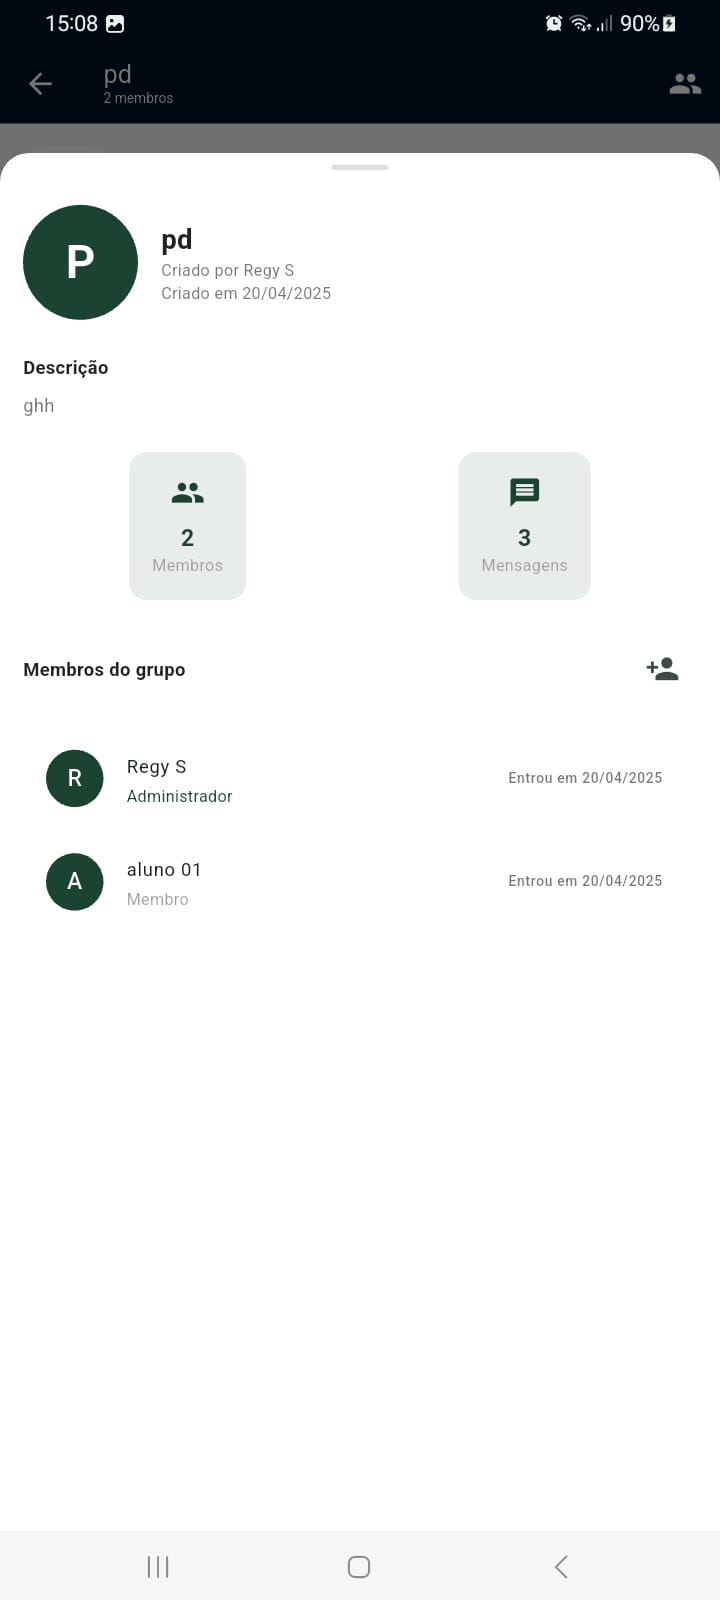 15:08
90%
pd
2 membros
P
pd
Criado por Regy S
Criado em 20/04/2025
Descrição
ghh
2
Membros
3
Mensagens
Membros do grupo
R
Regy S
Administrador
Entrou em 20/04/2025
A
aluno 01
Membro
Entrou em 20/04/2025